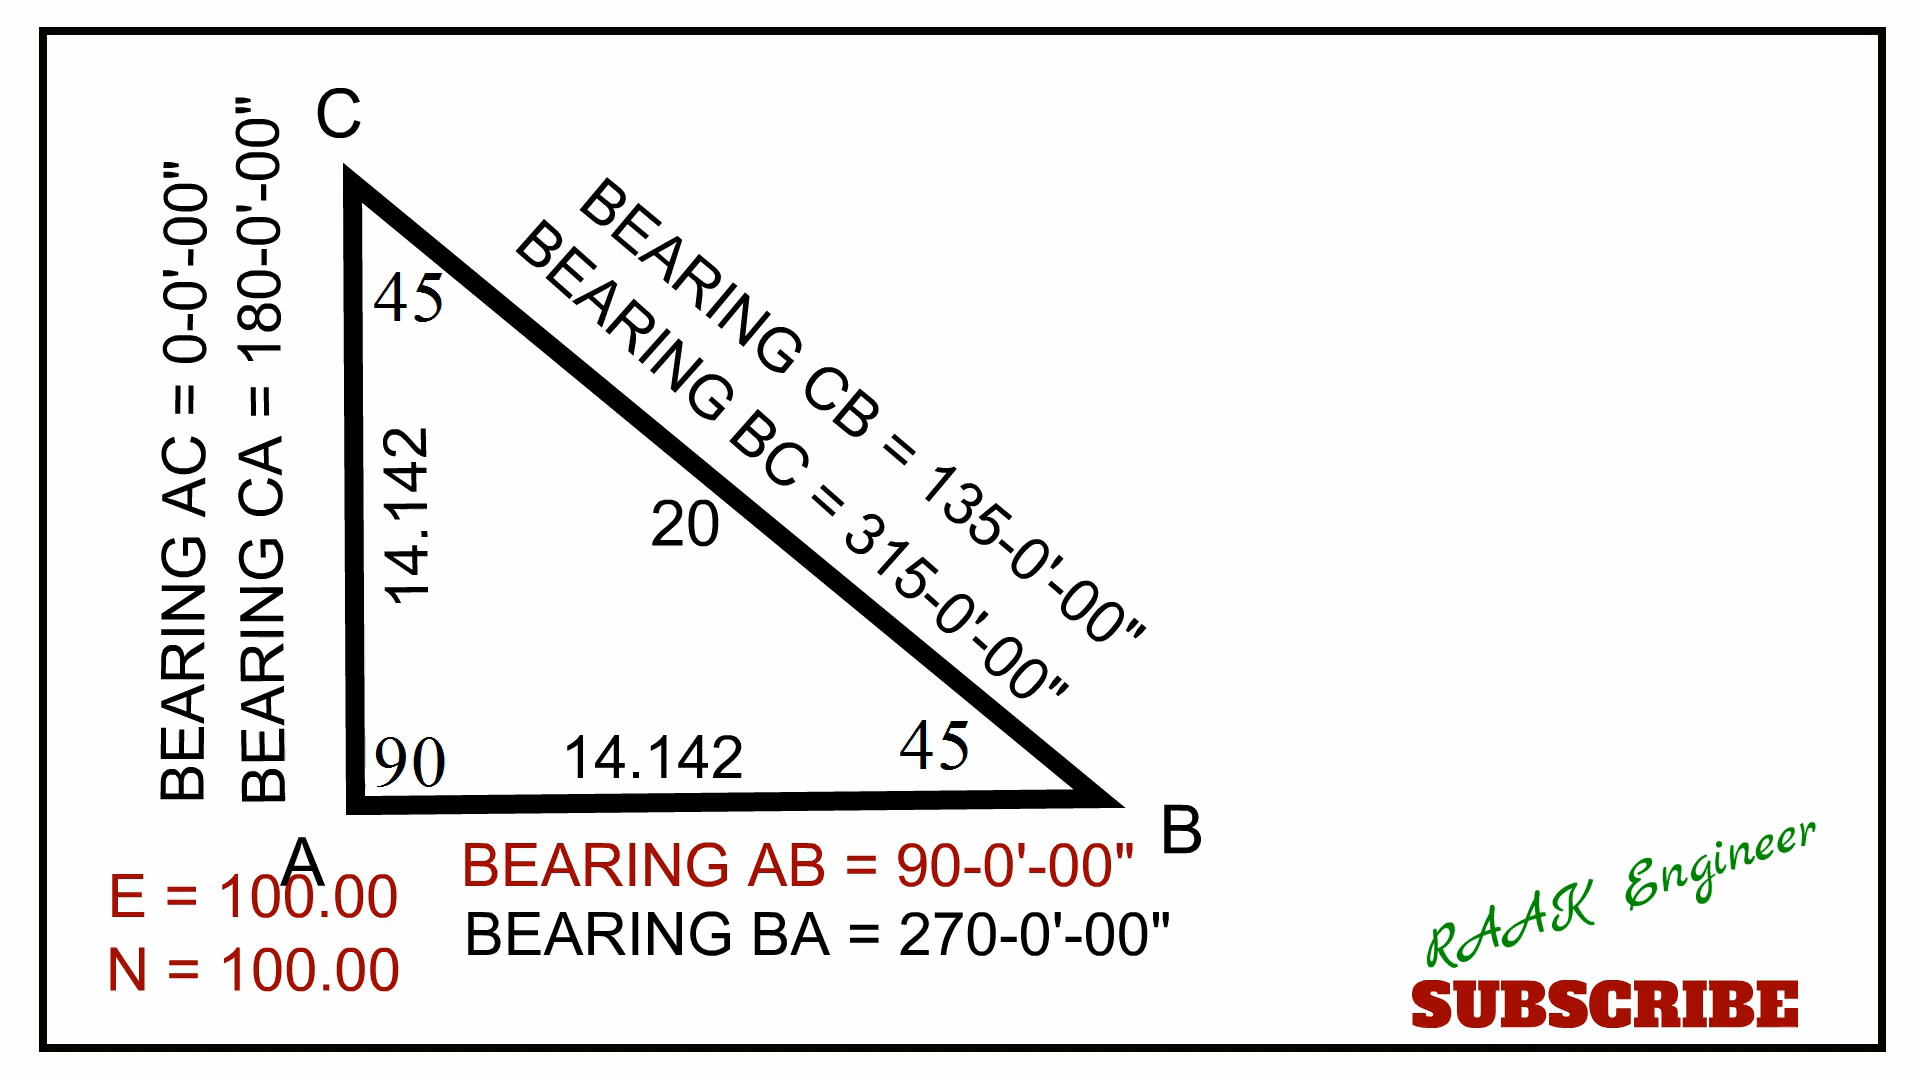 C
BEARING AC = 0-0'-00"
BEARING CA = 180-0'-00"
BEARING CB = 135-0'-00"
BEARING BC = 315-0'-00"
45
14.142
20
90
14.142
45
A
B
E = 100.00
N = 100.00
BEARING AB = 90-0'-00"
BEARING BA = 270-0'-00"
RAAK Engineer
SUBSCRIBE